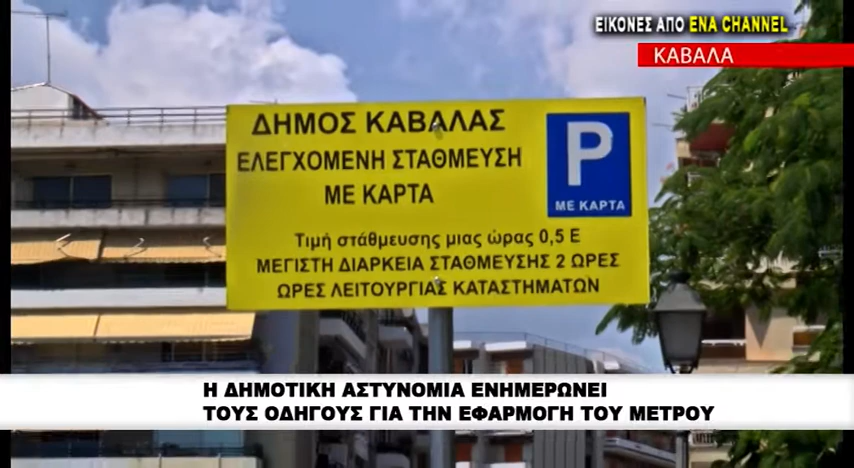 ΕΙΚΟΝΕΣ ΑΠΟ ΕΝΑ CHANNEL
ΚΑΒΑΛΑ
ΔΗΜΟΣ ΚΑΒΑΛΑΣ
ΕΛΕΓΧΟΜΕΝΗ ΣΤΑΘΜΕΥΣΗ
ΜΕ ΚΑΡΤΑ
P
ΜΕ ΚΑΡΤΑ
Τιμή στάθμευσης μιας ώρας 0,5 Ε
ΜΕΓΙΣΤΗ ΔΙΑΡΚΕΙΑ ΣΤΑΘΜΕΥΣΗΣ 2 ΩΡΕΣ
ΩΡΕΣ ΛΕΙΤΟΥΡΓΙΑΣ ΚΑΤΑΣΤΗΜΑΤΩΝ
Η ΔΗΜΟΤΙΚΗ ΑΣΤΥΝΟΜΙΑ ΕΝΗΜΕΡΩΝΕΙ
ΤΟΥΣ ΟΔΗΓΟΥΣ ΓΙΑ ΤΗΝ ΕΦΑΡΜΟΓΗ ΤΟΥ ΜΕΤΡΟΥ